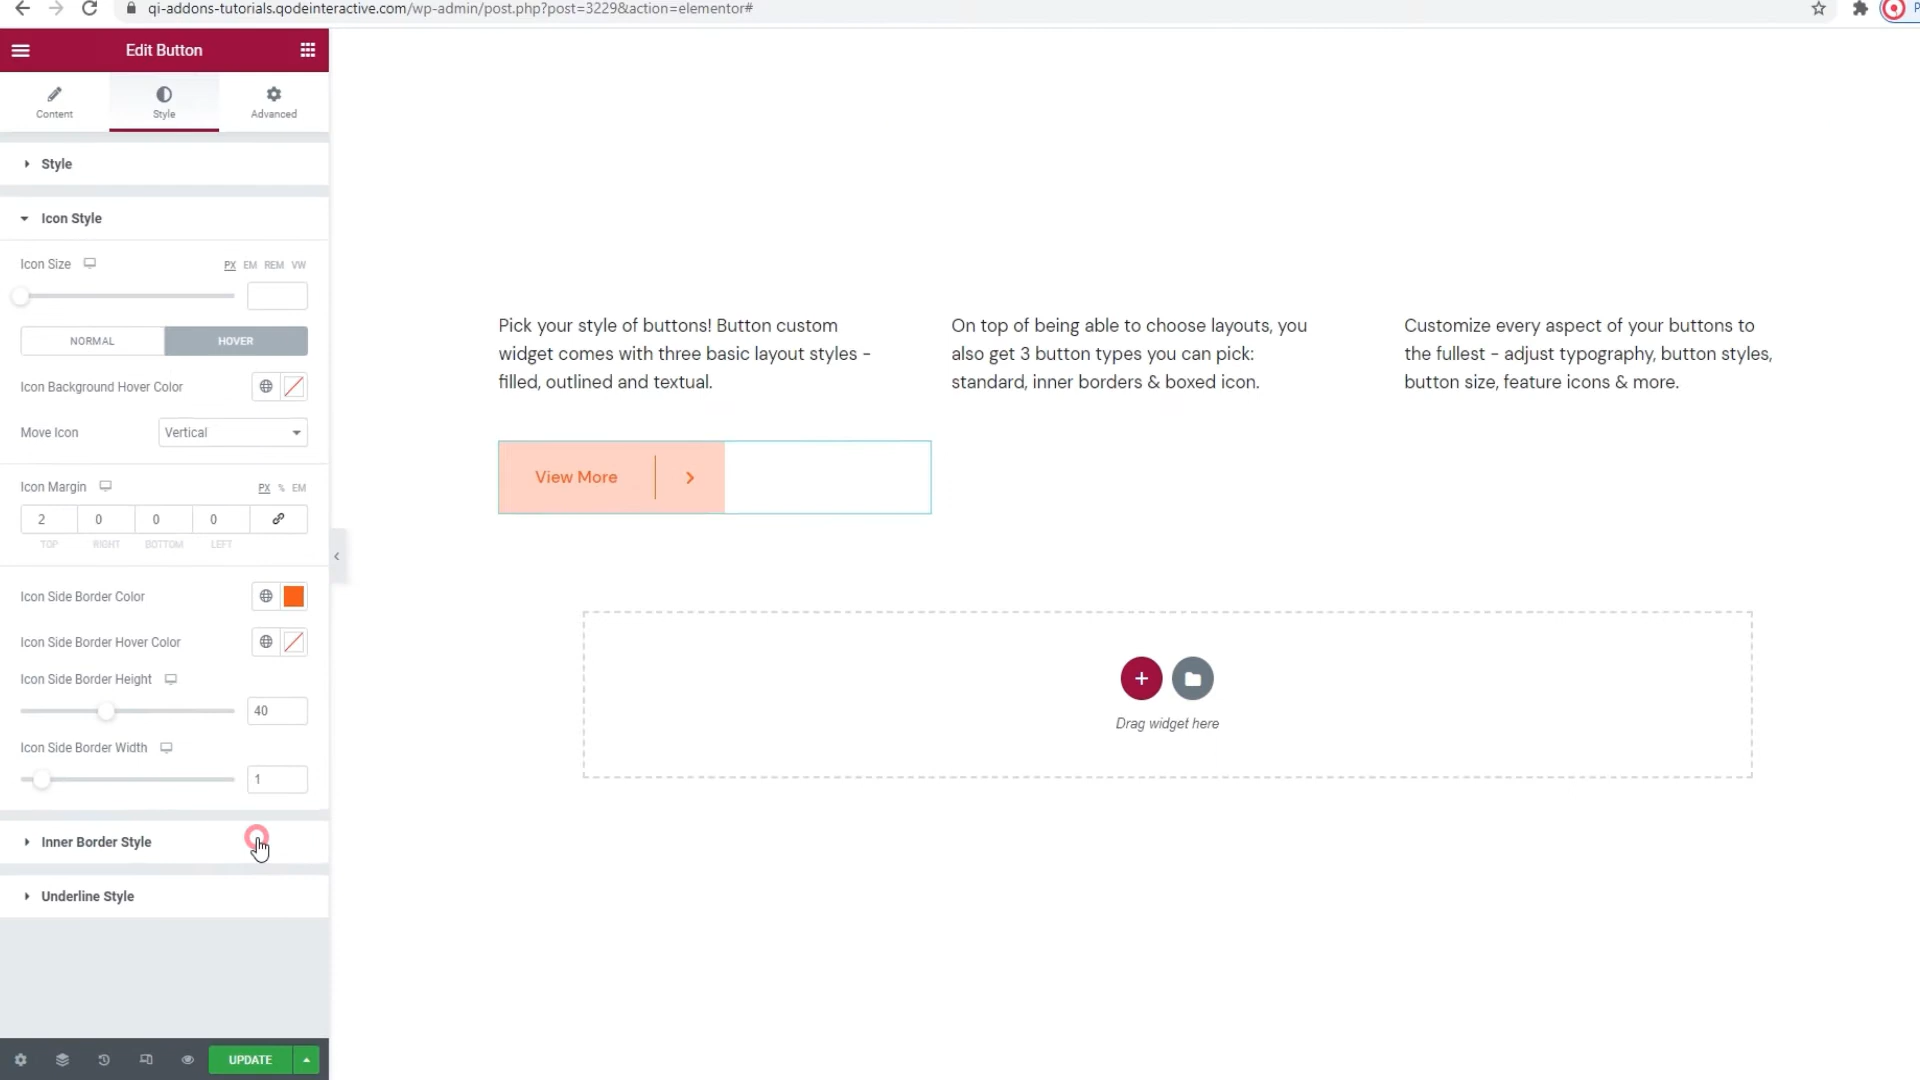 qi-addons-tutorials.qodeinteractive.com/wp-admin/post.php?post=3229&action=elementor#
Edit Button
Content
Style
Advanced
Style
Icon Style
Icon Size
PX EM REM VW
NORMAL
HOVER
Icon Background Hover Color
Move Icon
Vertical
Icon Margin
PX % EM
2 0 0 0
TOP RIGHT BOTTOM LEFT
Icon Side Border Color
Icon Side Border Hover Color
Icon Side Border Height
40
Icon Side Border Width
1
Inner Border Style
Underline Style
UPDATE
Pick your style of buttons! Button custom
widget comes with three basic layout styles -
filled, outlined and textual.
View More
On top of being able to choose layouts, you
also get 3 button types you can pick:
standard, inner borders & boxed icon.
Customize every aspect of your buttons to
the fullest - adjust typography, button styles,
button size, feature icons & more.
Drag widget here